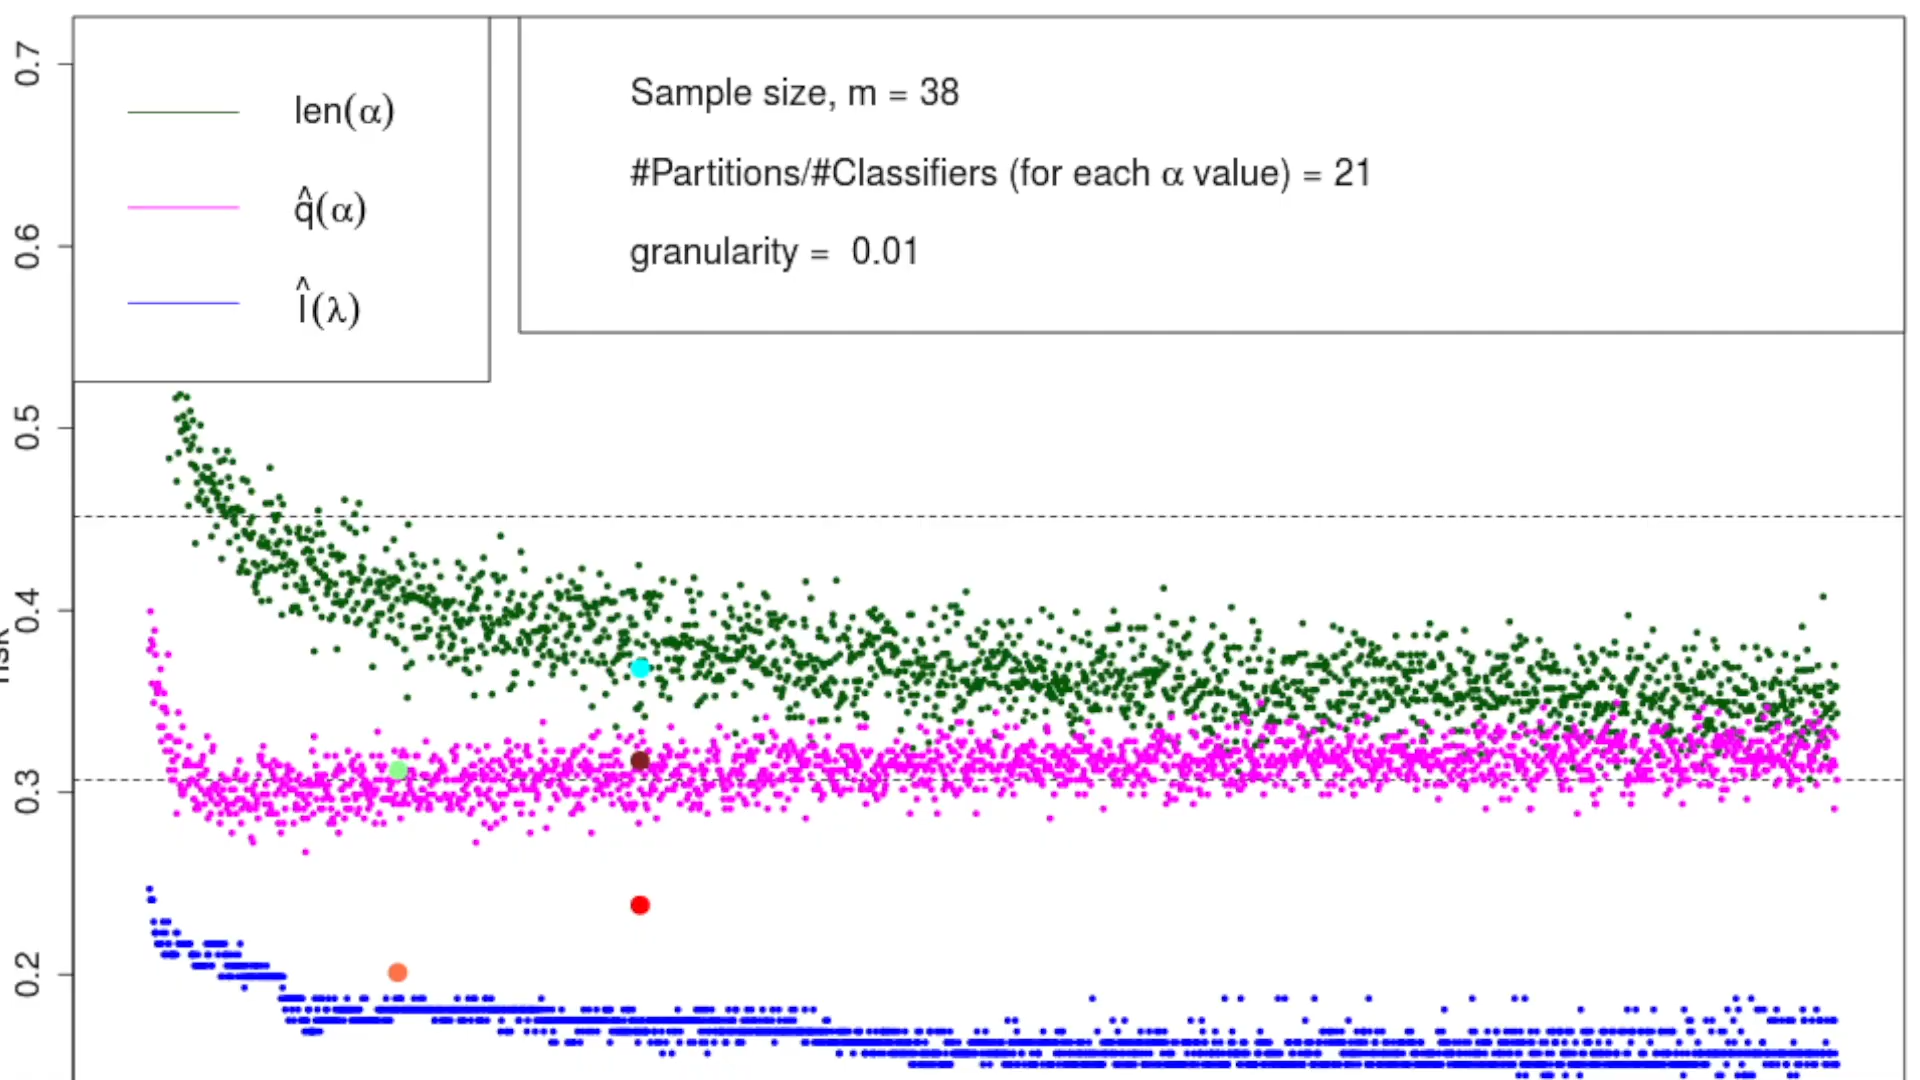 len(α)
q̂(α)
l̂(λ)
Sample size, m = 38
#Partitions/#Classifiers (for each α value) = 21
granularity = 0.01
0.7
0.6
0.5
0.4
0.3
0.2